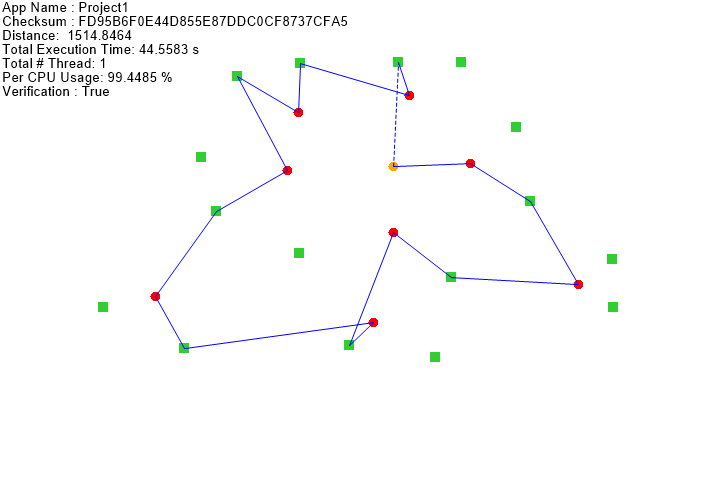 App Name : Project1
Checksum : FD95B6F0E44D855E87DDC0CF8737CFA5
Distance:  1514.8464
Total Execution Time: 44.5583 s
Total # Thread: 1
Per CPU Usage: 99.4485 %
Verification : True